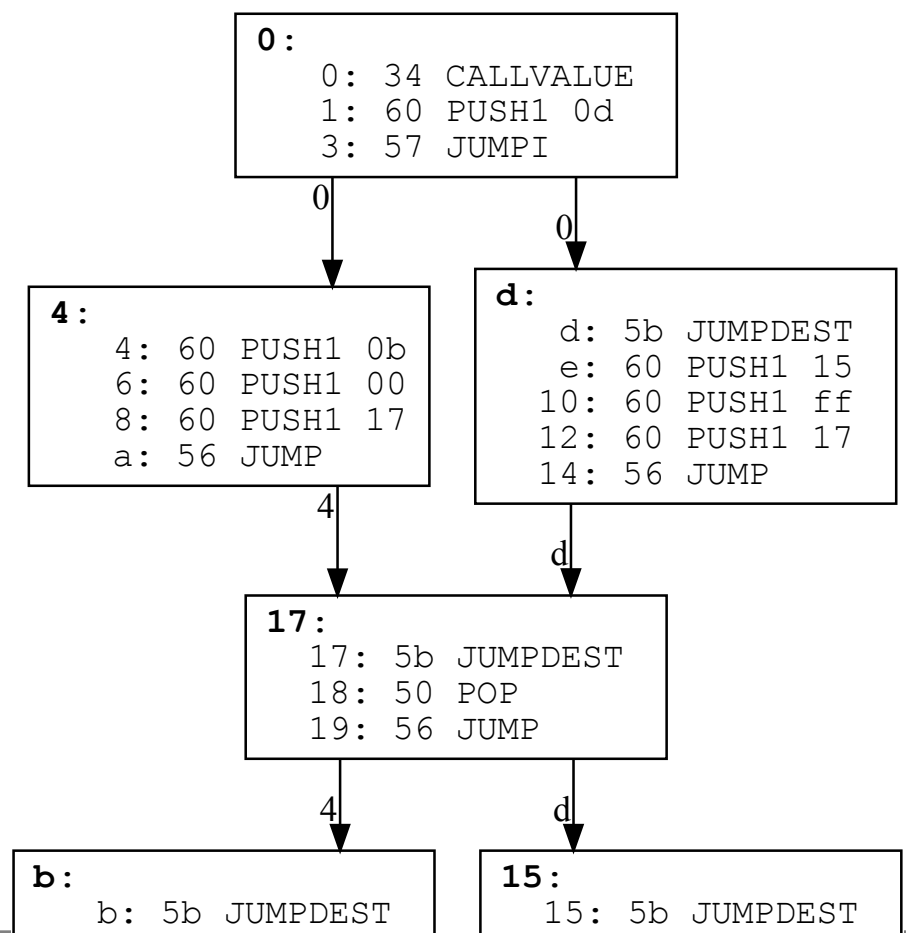 0:
0: 34 CALLVALUE
1: 60 PUSH1 0d
3: 57 JUMPI
0
0
4:
4: 60 PUSH1 0b
6: 60 PUSH1 00
8: 60 PUSH1 17
a: 56 JUMP
d:
d: 5b JUMPDEST
e: 60 PUSH1 15
10: 60 PUSH1 ff
12: 60 PUSH1 17
14: 56 JUMP
4
d
17:
17: 5b JUMPDEST
18: 50 POP
19: 56 JUMP
4
d
b:
b: 5b JUMPDEST
15:
15: 5b JUMPDEST